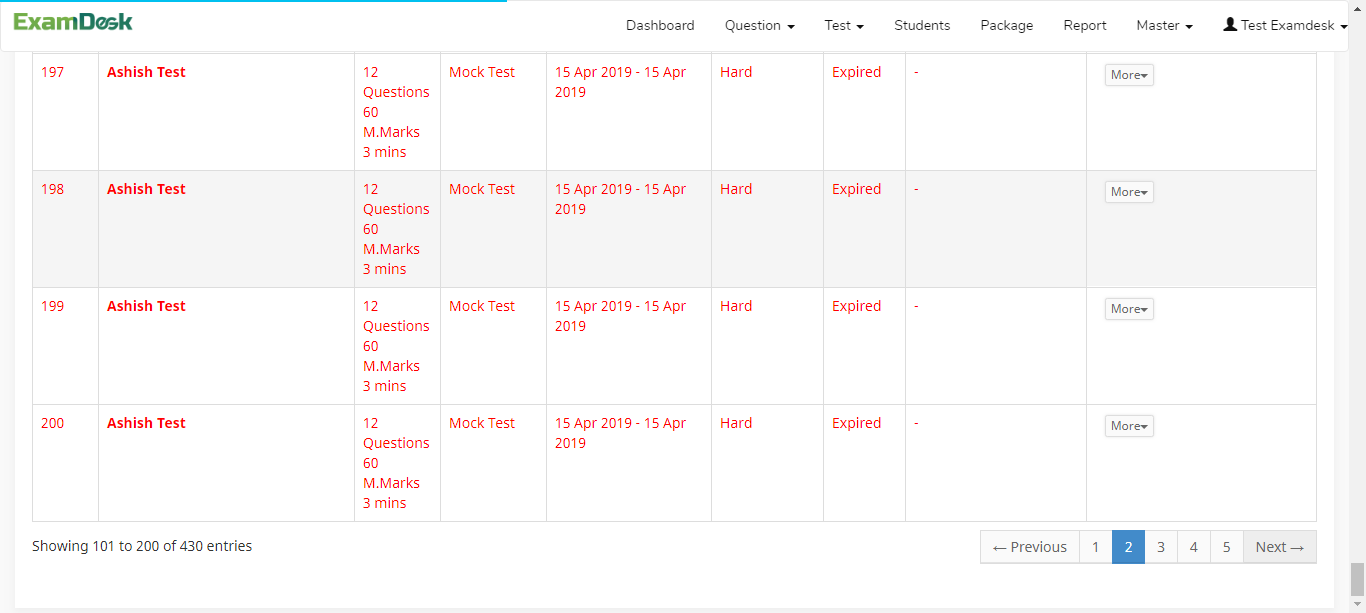 ExamDesk
Dashboard Question Test Students Package Report Master Test Examdesk
197 Ashish Test 12 Mock Test 15 Apr 2019 - 15 Apr Hard Expired - More
Questions 2019
60
M.Marks
3 mins
198 Ashish Test 12 Mock Test 15 Apr 2019 - 15 Apr Hard Expired - More
Questions 2019
60
M.Marks
3 mins
199 Ashish Test 12 Mock Test 15 Apr 2019 - 15 Apr Hard Expired - More
Questions 2019
60
M.Marks
3 mins
200 Ashish Test 12 Mock Test 15 Apr 2019 - 15 Apr Hard Expired - More
Questions 2019
60
M.Marks
3 mins
Showing 101 to 200 of 430 entries ← Previous 1 2 3 4 5 Next →